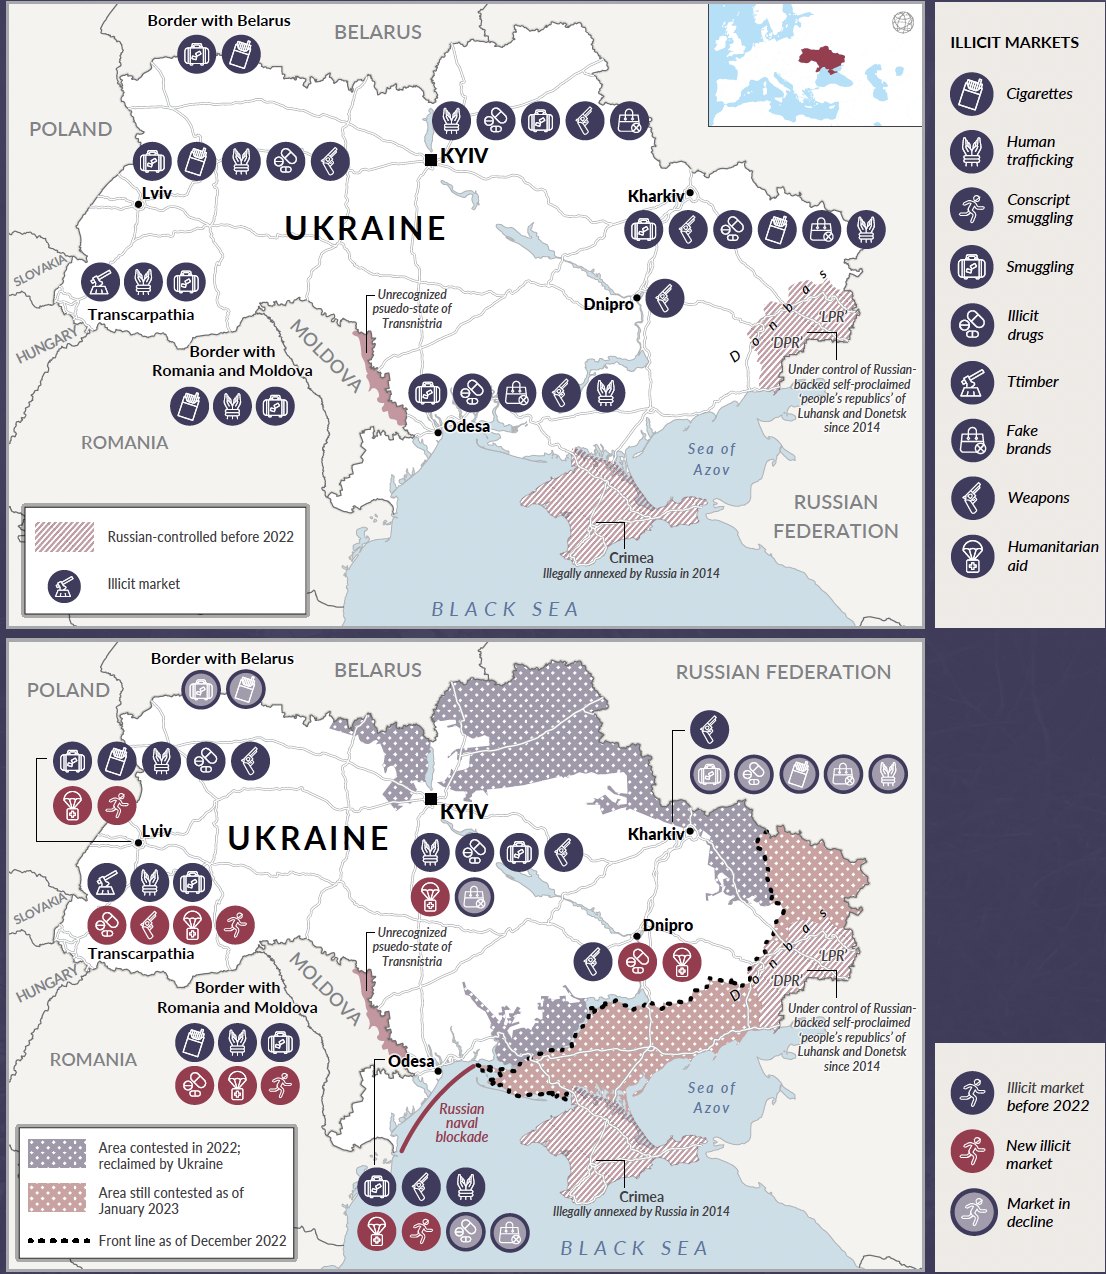 Border with Belarus
BELARUS
POLAND
KYIV
Lviv
Kharkiv
UKRAINE
SLOVAKIA
Transcarpathia
HUNGARY
Unrecognized
psuedo-state of
Transnistria
Dnipro
Donbas
'LPR'
'DPR'
MOLDOVA
Border with
Romania and Moldova
Under control of Russian-
backed self-proclaimed
'people's republics' of
Luhansk and Donetsk
since 2014
ROMANIA
Odesa
Sea of
Azov
RUSSIAN
FEDERATION
Russian-controlled before 2022
Illicit market
Crimea
Illegally annexed by Russia in 2014
BLACK SEA
ILLICIT MARKETS
Cigarettes
Human
trafficking
Conscript
smuggling
Smuggling
Illicit
drugs
Ttimber
Fake
brands
Weapons
Humanitarian
aid
Border with Belarus
BELARUS
RUSSIAN FEDERATION
POLAND
KYIV
Lviv
UKRAINE
Kharkiv
SLOVAKIA
Transcarpathia
HUNGARY
Unrecognized
psuedo-state of
Transnistria
Dnipro
Donbas
'LPR'
'DPR'
MOLDOVA
Border with
Romania and Moldova
Under control of Russian-
backed self-proclaimed
'people's republics' of
Luhansk and Donetsk
since 2014
ROMANIA
Odesa
Russian
naval
blockade
Sea of
Azov
Area contested in 2022;
reclaimed by Ukraine
Area still contested as of
January 2023
Front line as of December 2022
Crimea
Illegally annexed by Russia in 2014
BLACK SEA
Illicit market
before 2022
New illicit
market
Market in
decline